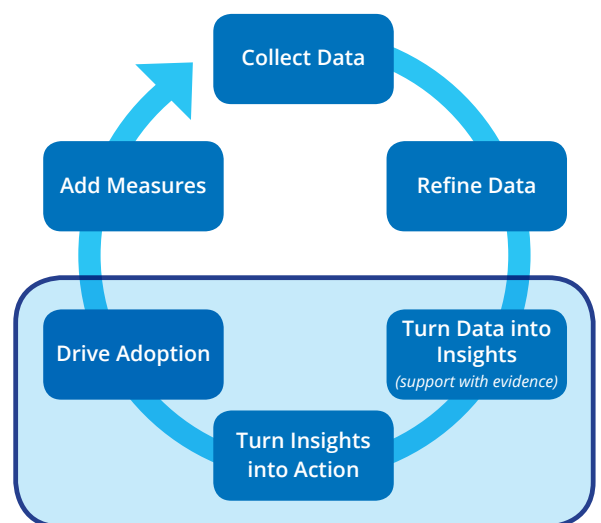 Collect Data
Refine Data
Turn Data into
Insights
(support with evidence)
Turn Insights
into Action
Drive Adoption
Add Measures